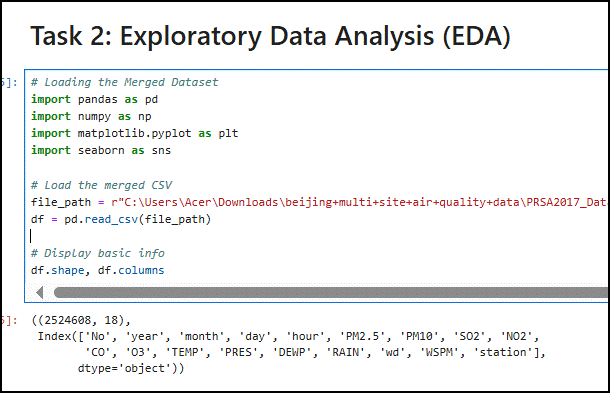 Task 2: Exploratory Data Analysis (EDA)
5]:
# Loading the Merged Dataset
import pandas as pd
import numpy as np
import matplotlib.pyplot as plt
import seaborn as sns
# Load the merged CSV
file_path = r"C:\Users\Acer\Downloads\beijing+multi+site+air+quality+data\PRSA2017_Dat
df = pd.read_csv(file_path)
# Display basic info
df.shape, df.columns
5]:
((2524608, 18),
Index(['No', 'year', 'month', 'day', 'hour', 'PM2.5', 'PM10', 'SO2', 'NO2',
'CO', 'O3', 'TEMP', 'PRES', 'DEWP', 'RAIN', 'wd', 'WSPM', 'station'],
dtype='object'))